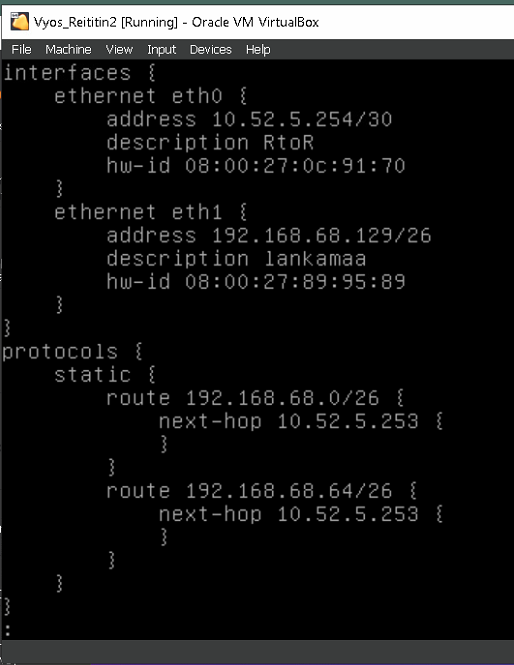 Vyos_Reititin2 [Running] - Oracle VM VirtualBox
File Machine View Input Devices Help
interfaces {
    ethernet eth0 {
        address 10.52.5.254/30
        description RtoR
        hw-id 08:00:27:0c:91:70
    }
    ethernet eth1 {
        address 192.168.68.129/26
        description lankamaa
        hw-id 08:00:27:89:95:89
    }
}
protocols {
    static {
        route 192.168.68.0/26 {
            next-hop 10.52.5.253 {
            }
        }
        route 192.168.68.64/26 {
            next-hop 10.52.5.253 {
            }
        }
    }
}
: